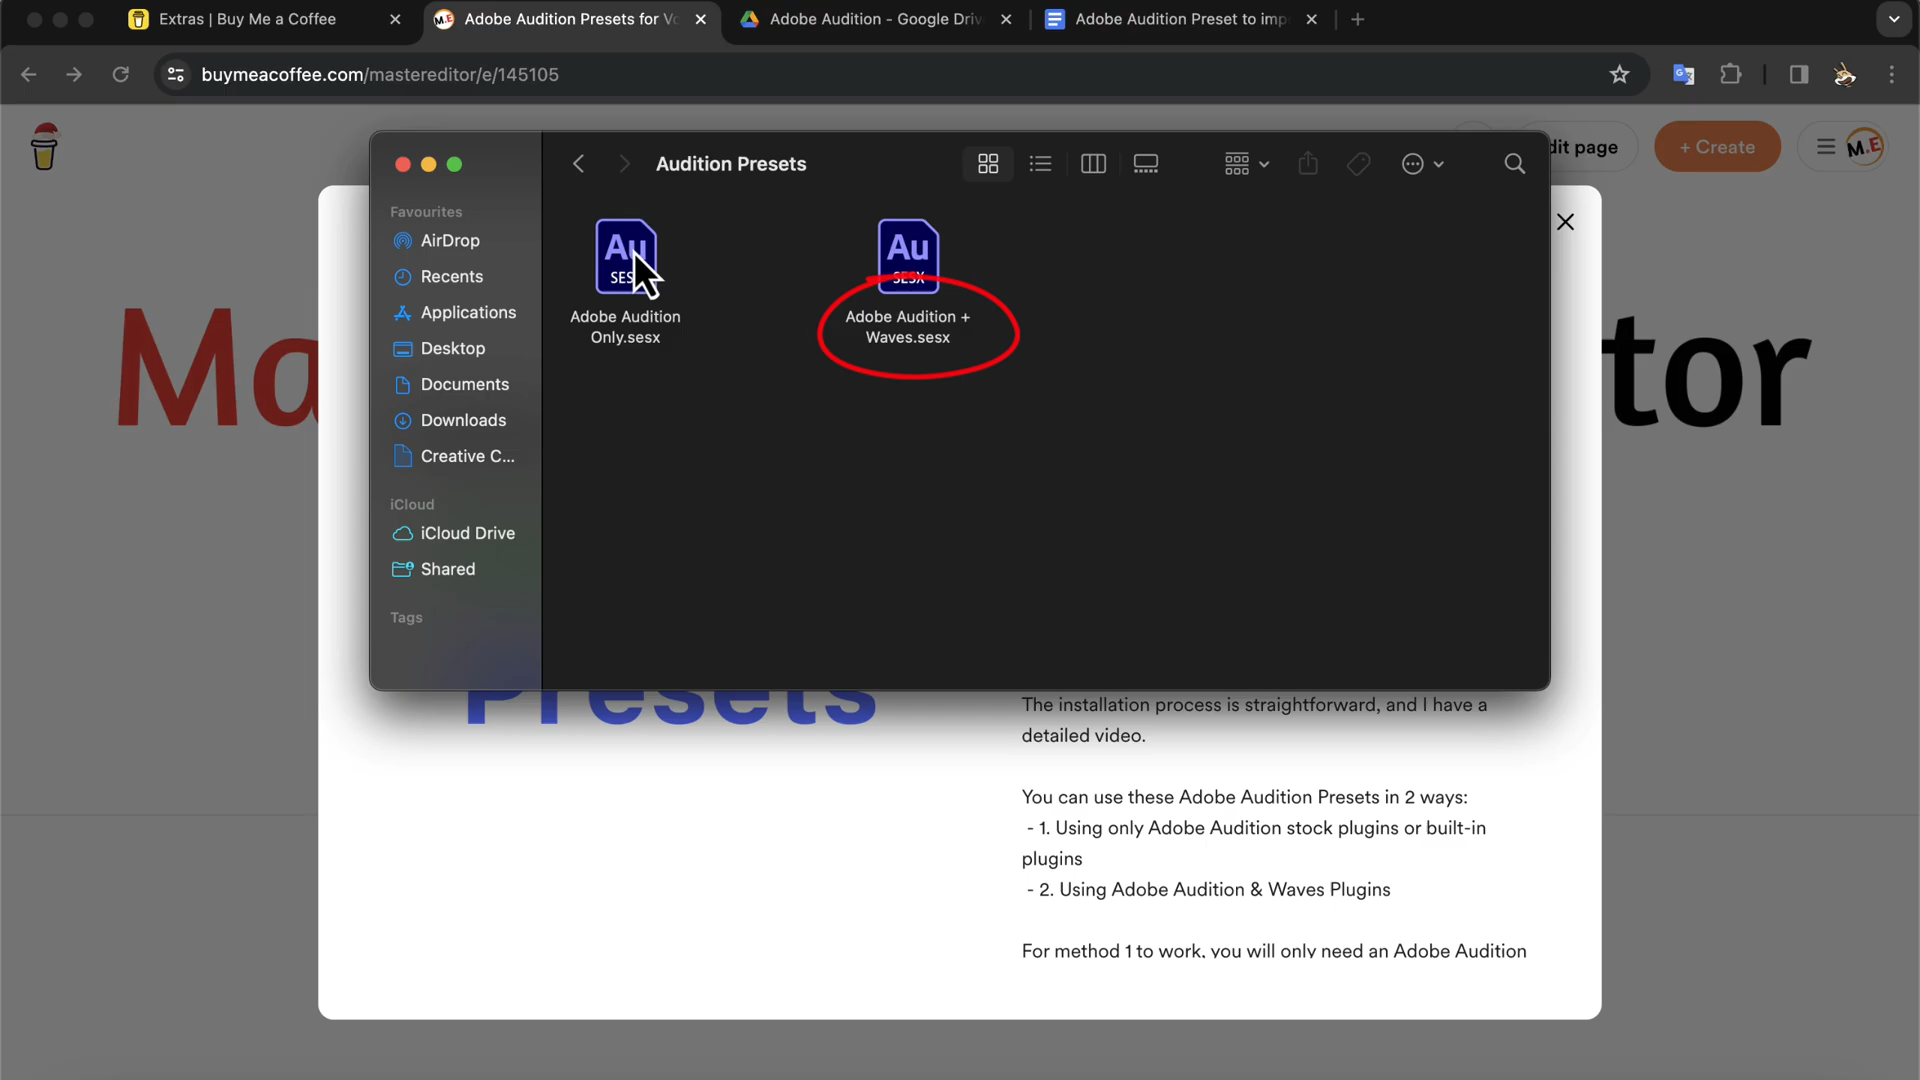 Extras | Buy Me a Coffee
Adobe Audition Presets for Vo
Adobe Audition - Google Driv
Adobe Audition Preset to imp
buymeacoffee.com/mastereditor/e/145105
dit page
+ Create
M.E
Audition Presets
Favourites
AirDrop
Recents
Applications
Desktop
Documents
Downloads
Creative C...
iCloud
iCloud Drive
Shared
Tags
Au
SES
Adobe Audition
Only.sesx
Au
SESX
Adobe Audition +
Waves.sesx
Ma
tor
Presets
The installation process is straightforward, and I have a
detailed video.
You can use these Adobe Audition Presets in 2 ways:
- 1. Using only Adobe Audition stock plugins or built-in
plugins
- 2. Using Adobe Audition & Waves Plugins
For method 1 to work, you will only need an Adobe Audition